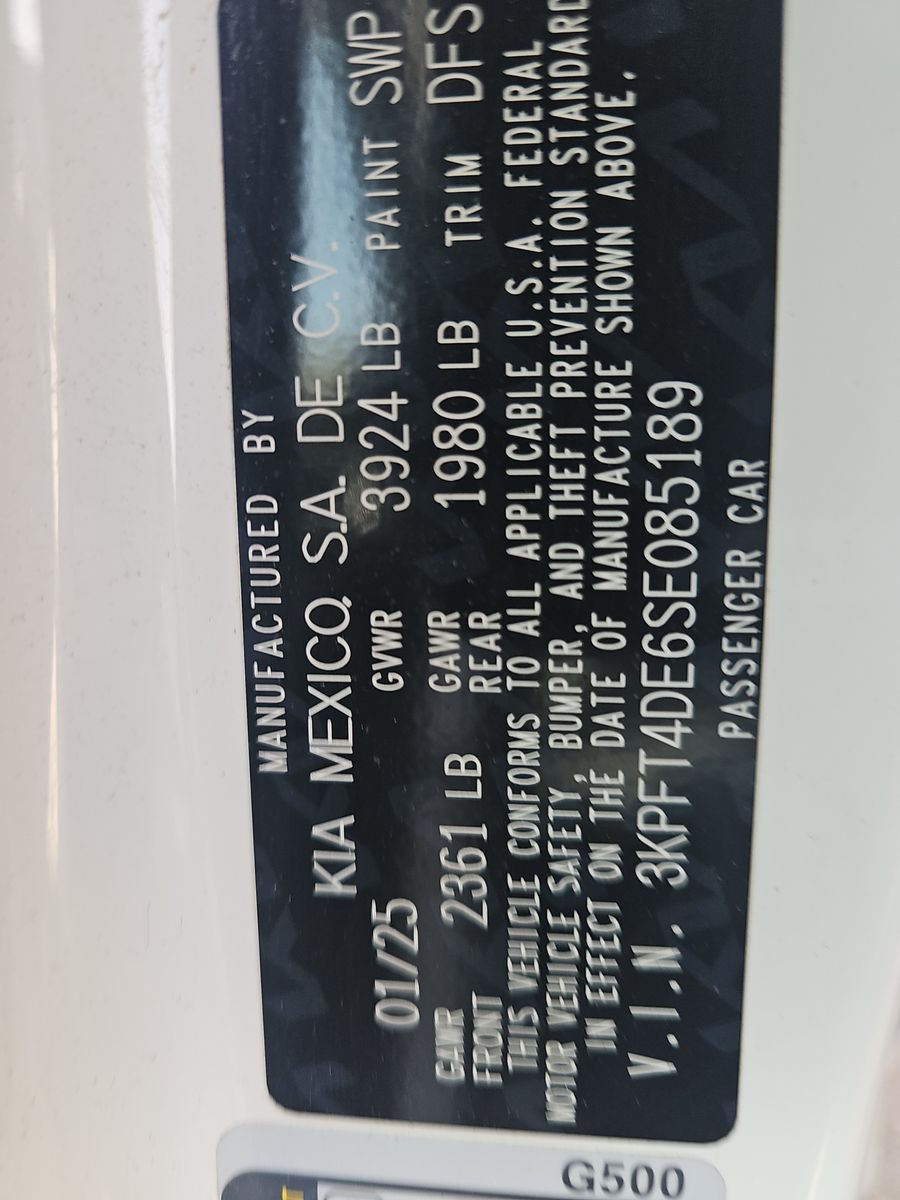 MANUFACTURED BY
KIA MEXICO, S.A. DE C.V.
01/25 GVWR 3924 LB PAINT SWP
GAWR FRONT 2361 LB GAWR REAR 1980 LB TRIM DFS
THIS VEHICLE CONFORMS TO ALL APPLICABLE U.S.A. FEDERAL
MOTOR VEHICLE SAFETY, BUMPER, AND THEFT PREVENTION STANDARD
IN EFFECT ON THE DATE OF MANUFACTURE SHOWN ABOVE.
V.I.N. 3KPFT4DE6SE085189
PASSENGER CAR
G500